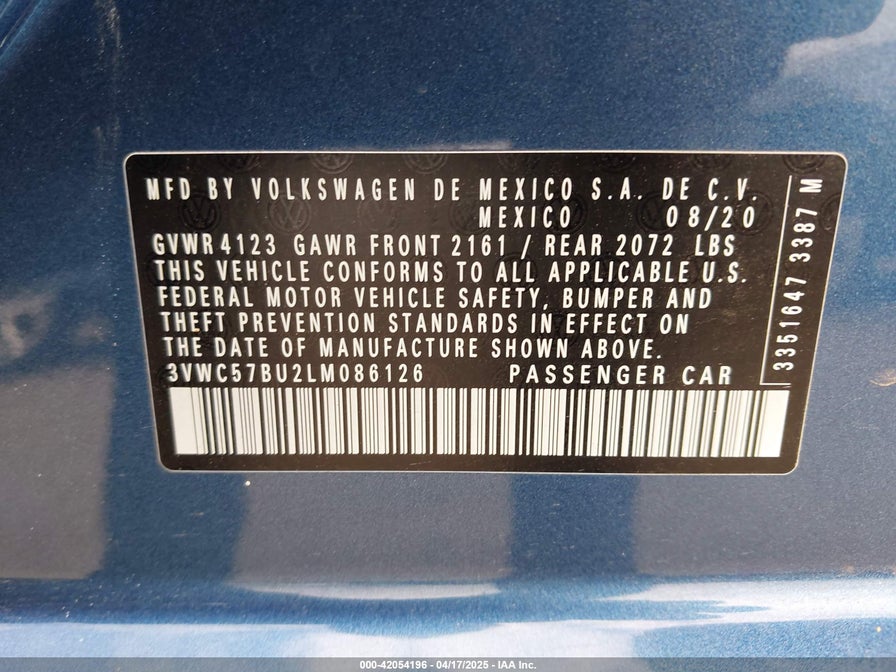 MFD BY VOLKSWAGEN DE MEXICO S.A. DE C.V.
MEXICO 08/20
GVWR 4123 GAWR FRONT 2161 / REAR 2072 LBS
THIS VEHICLE CONFORMS TO ALL APPLICABLE U.S.
FEDERAL MOTOR VEHICLE SAFETY, BUMPER AND
THEFT PREVENTION STANDARDS IN EFFECT ON
THE DATE OF MANUFACTURE SHOWN ABOVE.
3VWC57BU2LM086126 PASSENGER CAR
3351647 3387 M
000-42054196 - 04/17/2025 - IAA Inc.